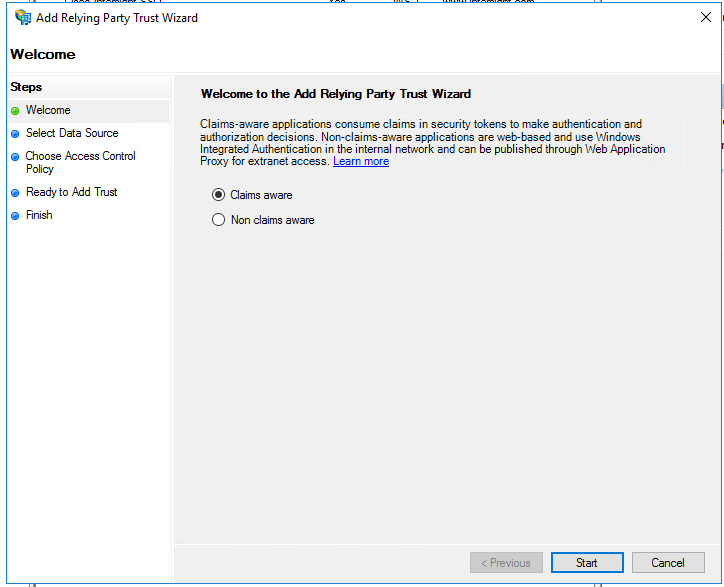 Add Relying Party Trust Wizard
Welcome
Steps
Welcome
Select Data Source
Choose Access Control
Policy
Ready to Add Trust
Finish
Welcome to the Add Relying Party Trust Wizard
Claims-aware applications consume claims in security tokens to make authentication and
authorization decisions. Non-claims-aware applications are web-based and use Windows
Integrated Authentication in the internal network and can be published through Web Application
Proxy for extranet access. Learn more
Claims aware
Non claims aware
< Previous
Start
Cancel